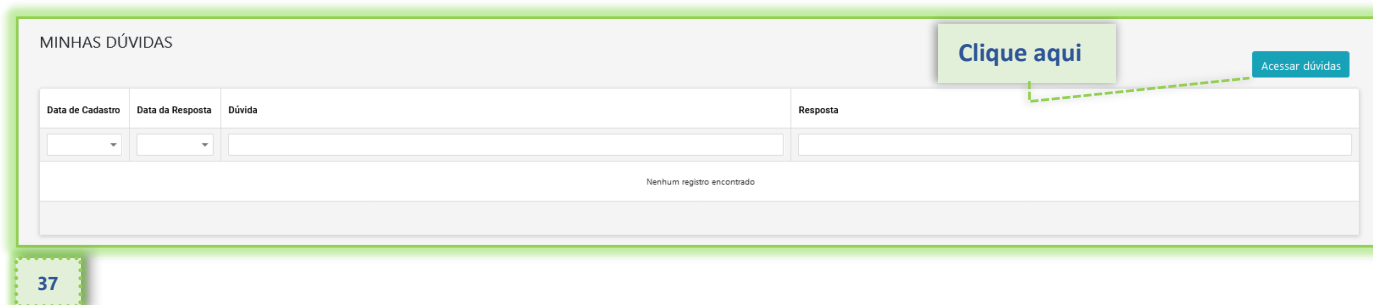 MINHAS DÚVIDAS
Clique aqui
Acessar dúvidas
Data de Cadastro Data da Resposta Dúvida Resposta
Nenhum registro encontrado
37